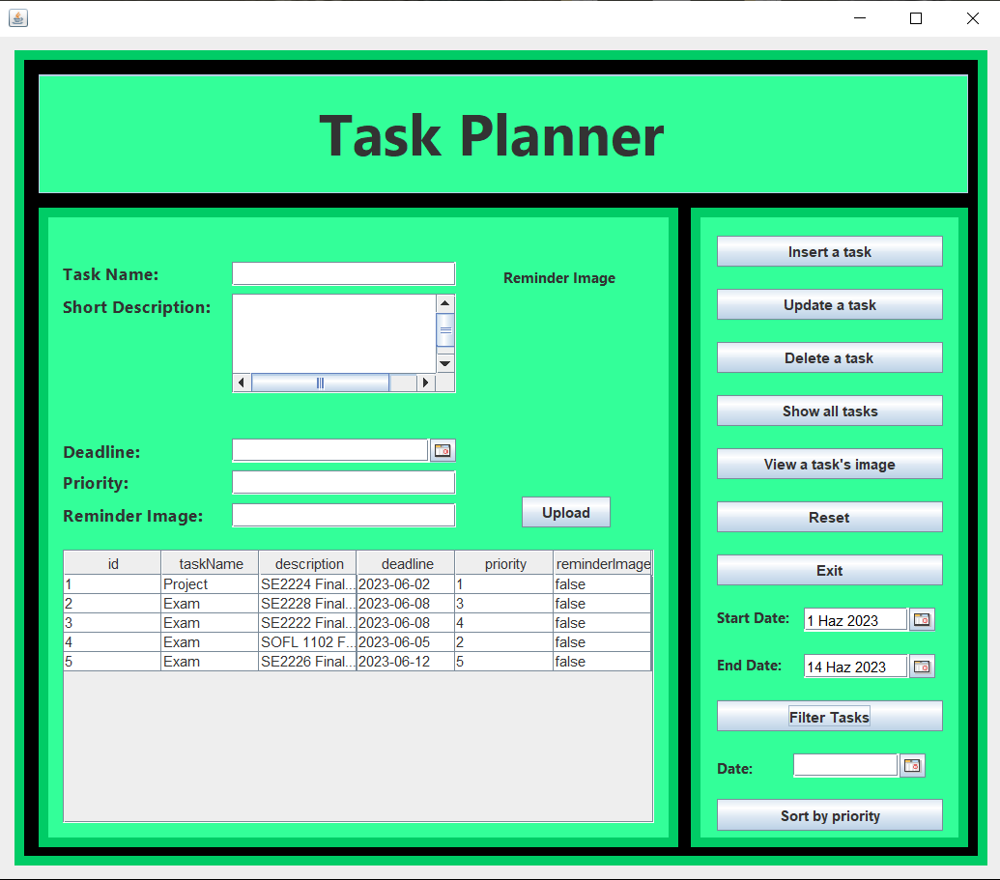 Task Planner
Task Name:
Reminder Image
Short Description:
Deadline:
Priority:
Reminder Image:
Upload
id taskName description deadline priority reminderImage
1 Project SE2224 Final... 2023-06-02 1 false
2 Exam SE2228 Final... 2023-06-08 3 false
3 Exam SE2222 Final... 2023-06-08 4 false
4 Exam SOFL 1102 F... 2023-06-05 2 false
5 Exam SE2226 Final... 2023-06-12 5 false
Insert a task
Update a task
Delete a task
Show all tasks
View a task's image
Reset
Exit
Start Date: 1 Haz 2023
End Date: 14 Haz 2023
Filter Tasks
Date:
Sort by priority